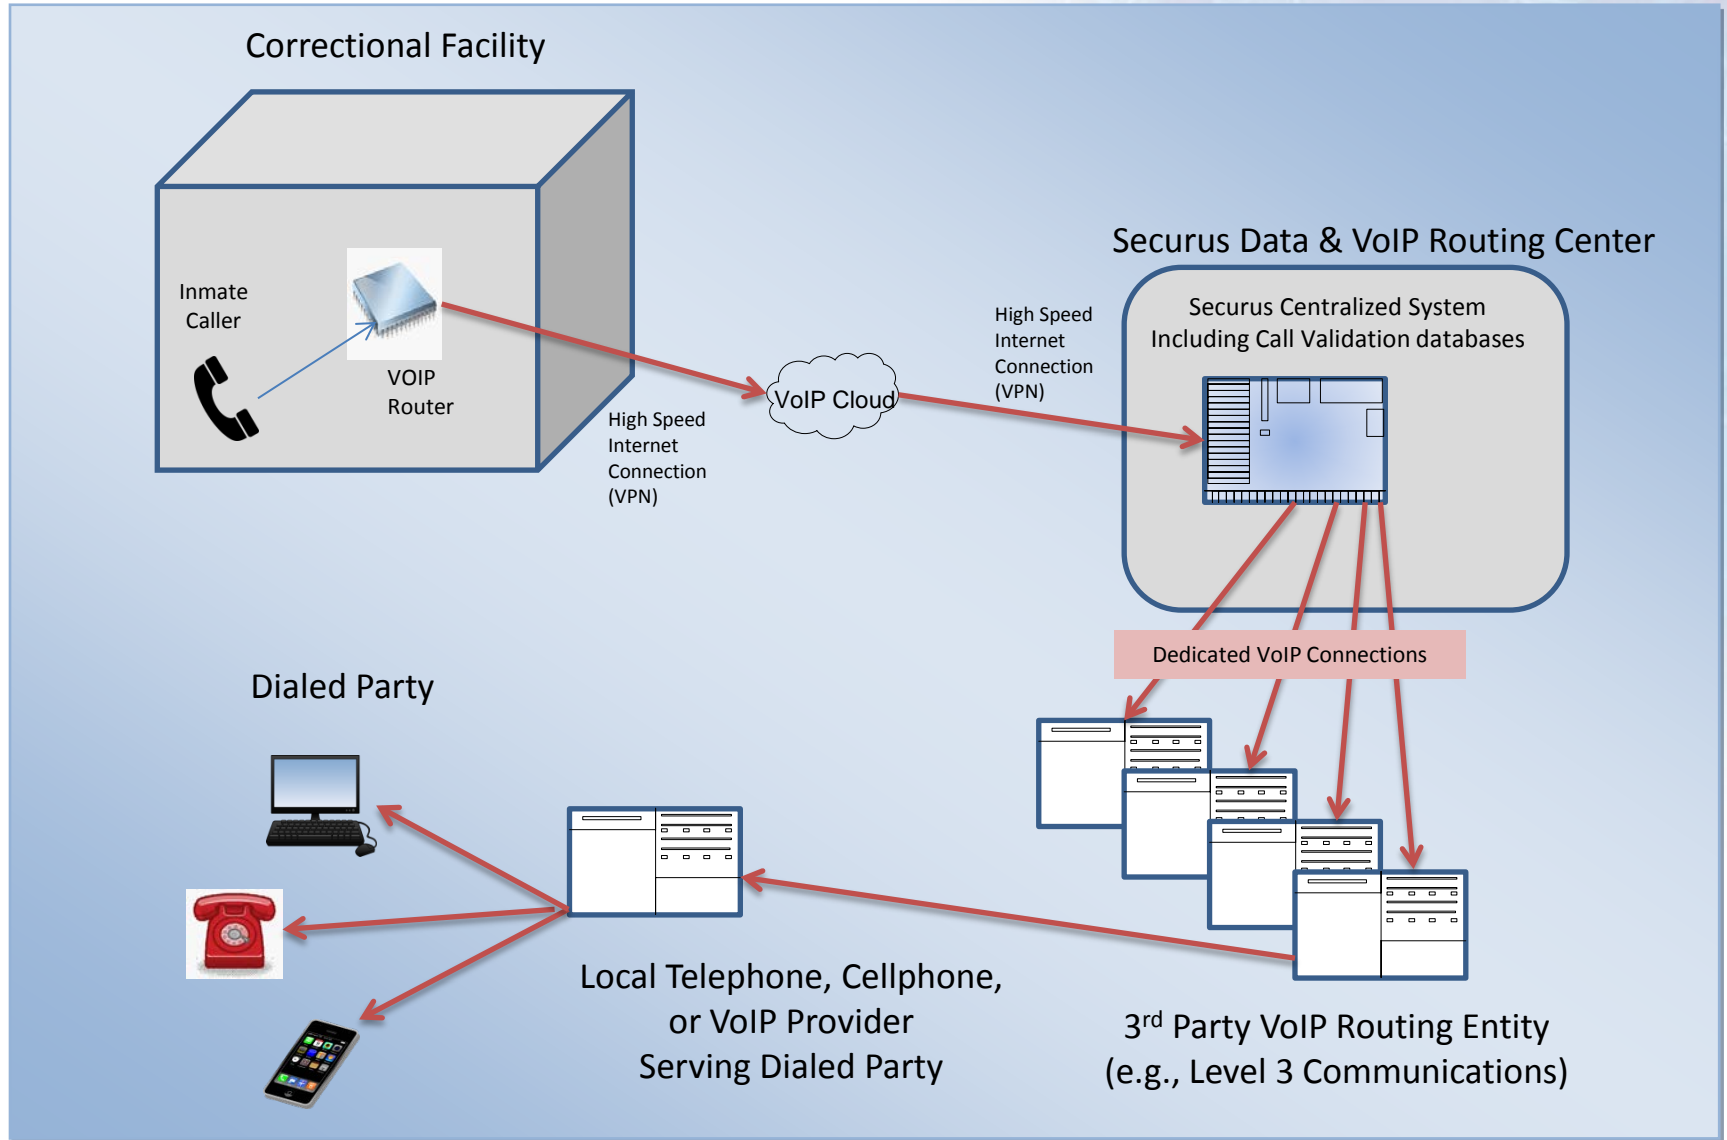 Correctional Facility
Inmate
Caller
VOIP
Router
High Speed
Internet
Connection
(VPN)
VoIP Cloud
High Speed
Internet
Connection
(VPN)
Securus Data & VoIP Routing Center
Securus Centralized System
Including Call Validation databases
Dedicated VoIP Connections
3rd Party VoIP Routing Entity
(e.g., Level 3 Communications)
Local Telephone, Cellphone,
or VoIP Provider
Serving Dialed Party
Dialed Party